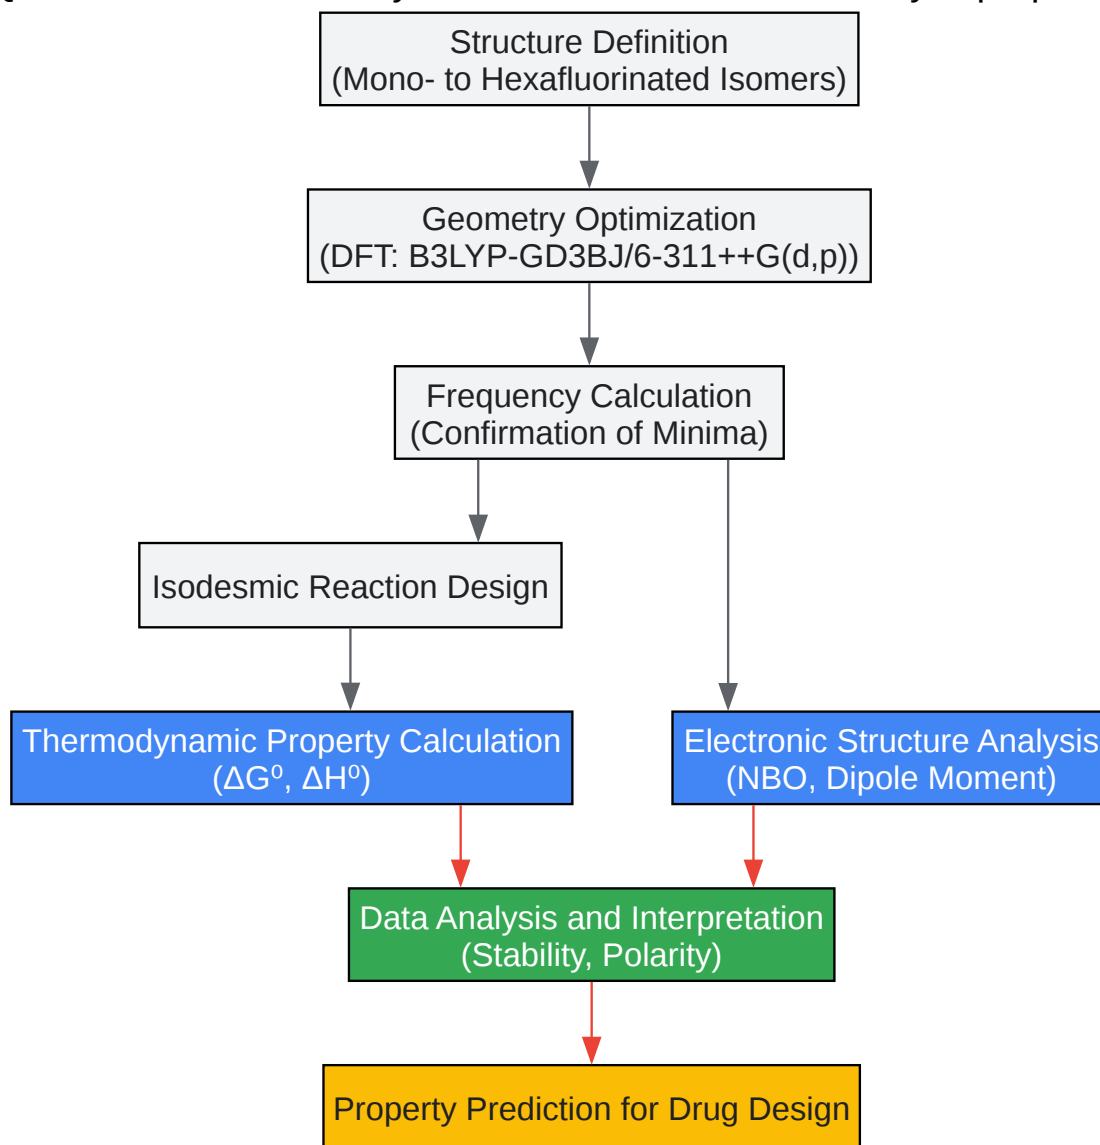 Structure Definition
(Mono- to Hexafluorinated Isomers)
Geometry Optimization
(DFT: B3LYP-GD3BJ/6-311++G(d,p))
Frequency Calculation
(Confirmation of Minima)
Isodesmic Reaction Design
Thermodynamic Property Calculation
(ΔG⁰, ΔH⁰)
Electronic Structure Analysis
(NBO, Dipole Moment)
Data Analysis and Interpretation
(Stability, Polarity)
Property Prediction for Drug Design